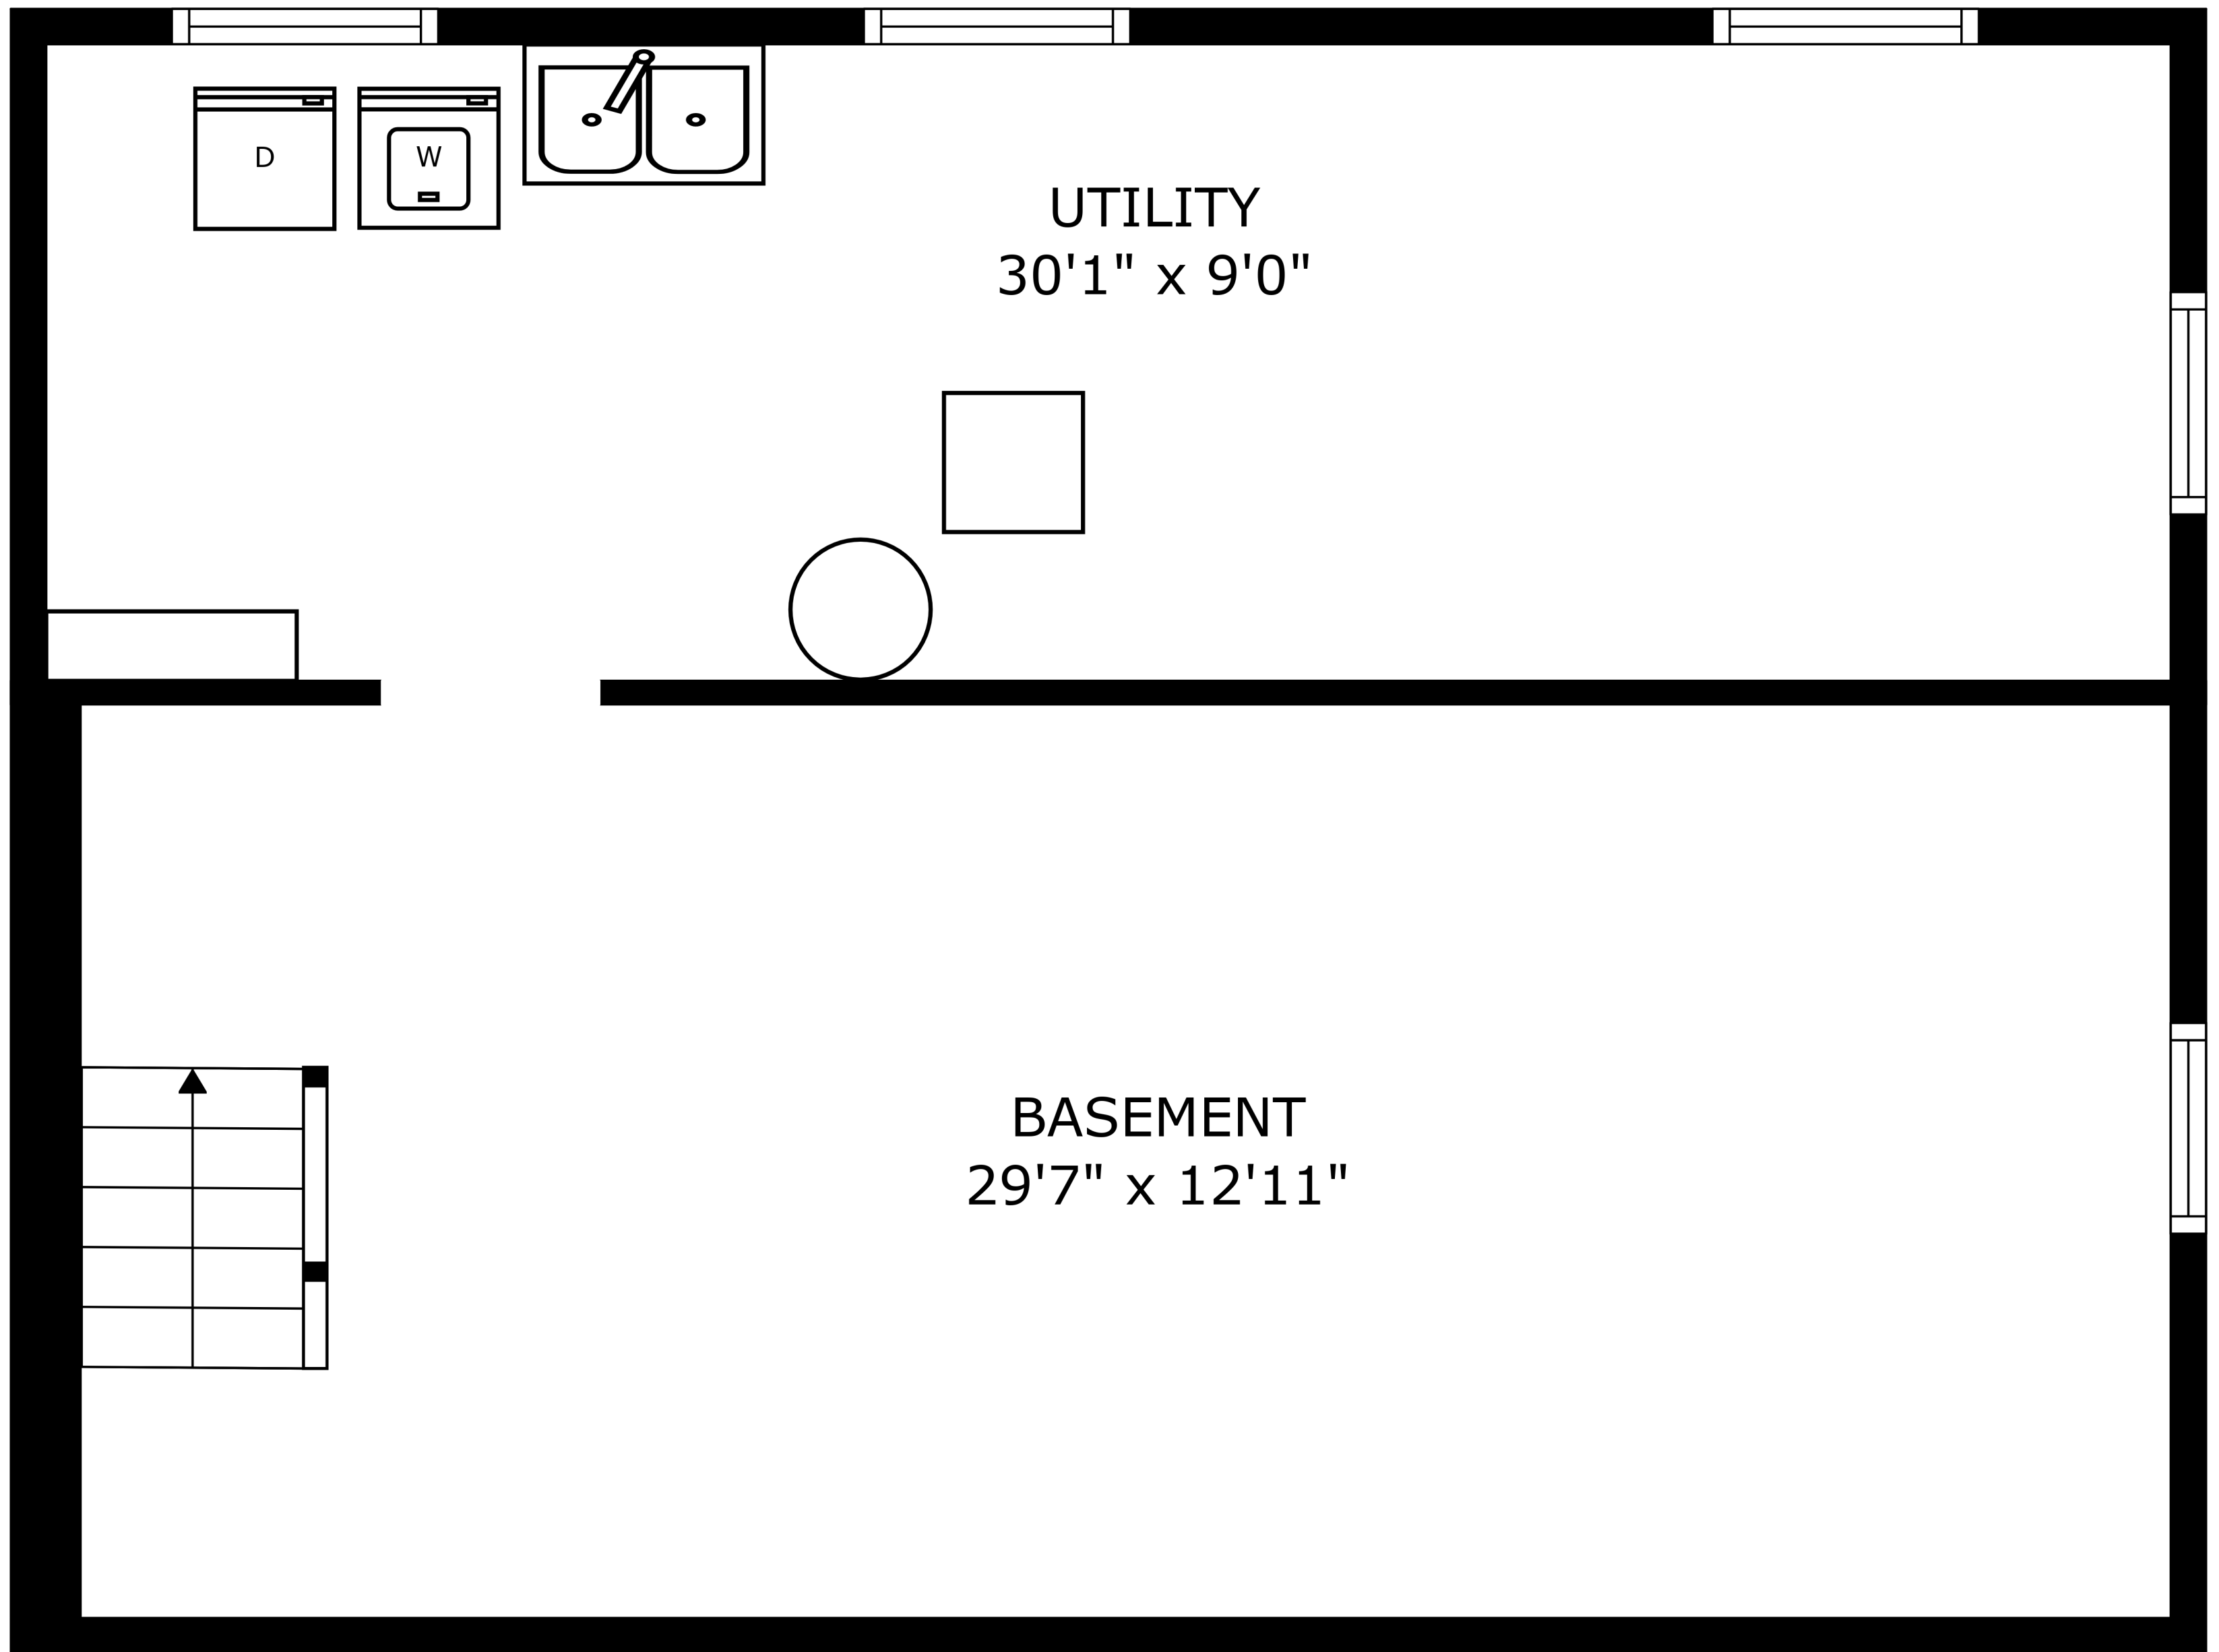 D
W
UTILITY
30'1" x 9'0"
BASEMENT
29'7" x 12'11"